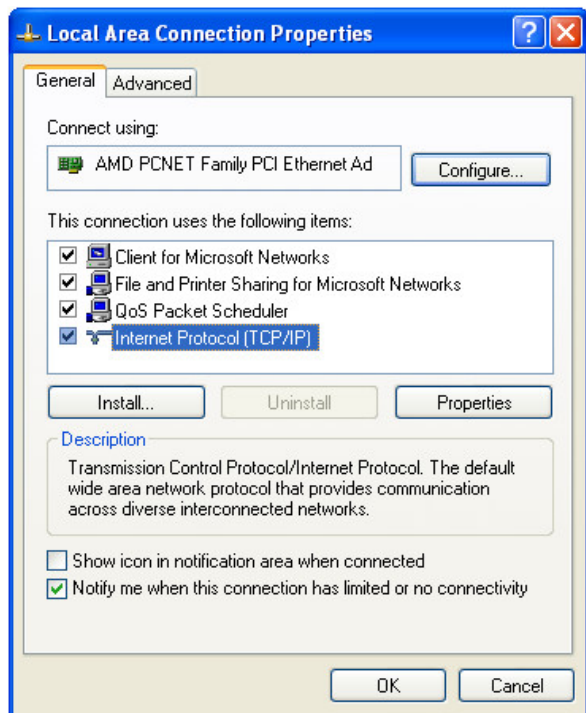 Local Area Connection Properties
General
Advanced
Connect using:
AMD PCNET Family PCI Ethernet Ad
Configure...
This connection uses the following items:
Client for Microsoft Networks
File and Printer Sharing for Microsoft Networks
QoS Packet Scheduler
Internet Protocol (TCP/IP)
Install...
Uninstall
Properties
Description
Transmission Control Protocol/Internet Protocol. The default
wide area network protocol that provides communication
across diverse interconnected networks.
Show icon in notification area when connected
Notify me when this connection has limited or no connectivity
OK
Cancel